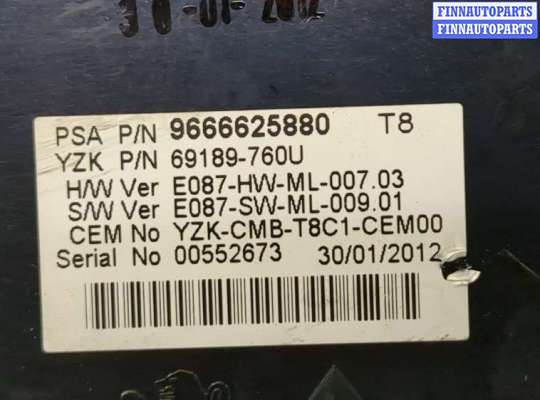 FINNAUTOPARTS
FINNAUTOPARTS
PSA P/N 9666625880 T8
YZK P/N 69189-760U
H/W Ver E087-HW-ML-007.03
S/W Ver E087-SW-ML-009.01
CEM No YZK-CMB-T8C1-CEM00
Serial No 00552673 30/01/2012